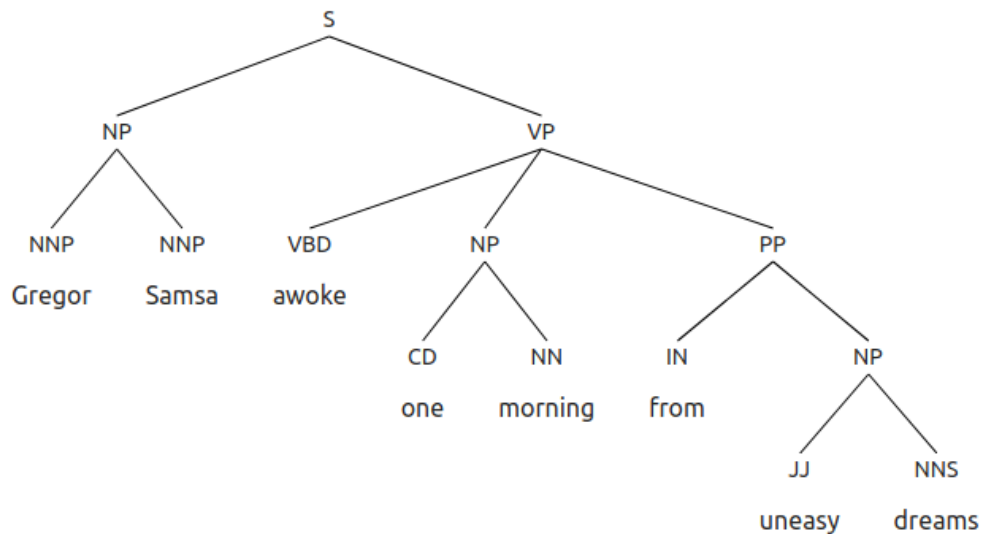 S
NP VP
NNP NNP VBD NP PP
Gregor Samsa awoke
CD NN IN NP
one morning from
JJ NNS
uneasy dreams